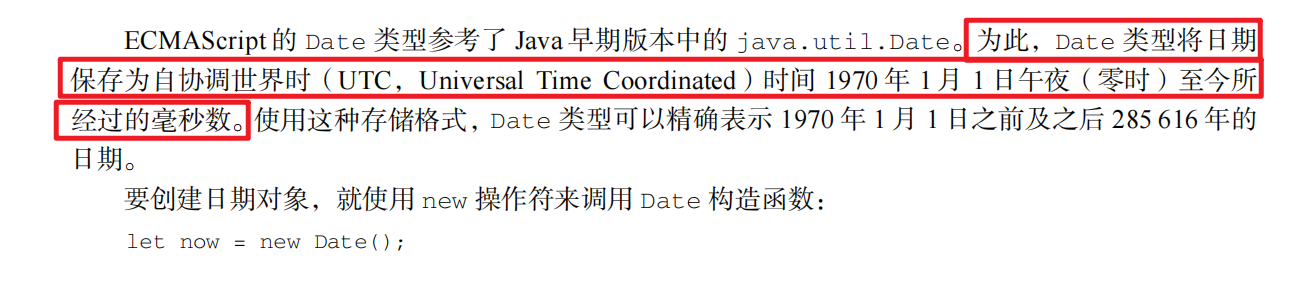 ECMAScript 的 Date 类型参考了 Java 早期版本中的 java.util.Date。为此，Date 类型将日期
保存为自协调世界时（UTC，Universal Time Coordinated）时间 1970 年 1 月 1 日午夜（零时）至今所
经过的毫秒数。使用这种存储格式，Date 类型可以精确表示 1970 年 1 月 1 日之前及之后 285 616 年的
日期。
要创建日期对象，就使用 new 操作符来调用 Date 构造函数：
let now = new Date();